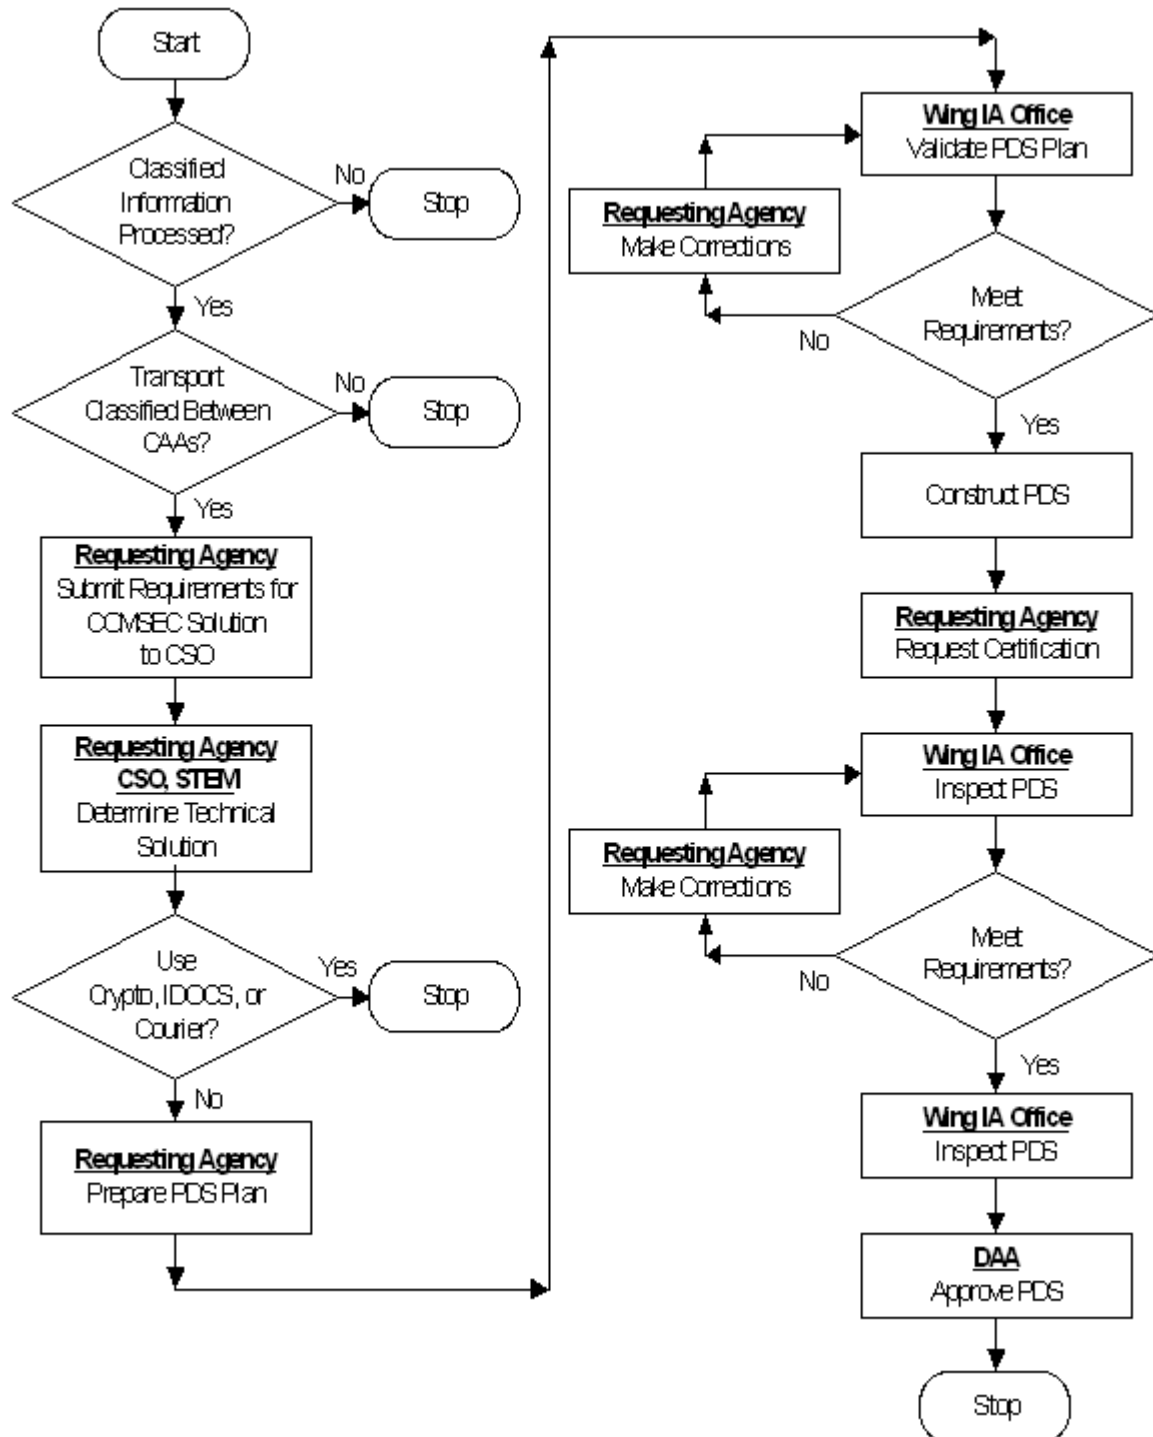 Start
Classified
Information
Processed?
No
Stop
Yes
Transport
Classified Between
CAAs?
No
Stop
Yes
Requesting Agency
Submit Requirements for
COMSEC Solution
to CSO
Requesting Agency
CSO, STEM
Determine Technical
Solution
Use
Crypto, IDOCS, or
Courier?
Yes
Stop
No
Requesting Agency
Prepare PDS Plan
Wing IA Office
Validate PDS Plan
Requesting Agency
Make Corrections
Meet
Requirements?
No
Yes
Construct PDS
Requesting Agency
Request Certification
Wing IA Office
Inspect PDS
Requesting Agency
Make Corrections
Meet
Requirements?
No
Yes
Wing IA Office
Inspect PDS
DAA
Approve PDS
Stop